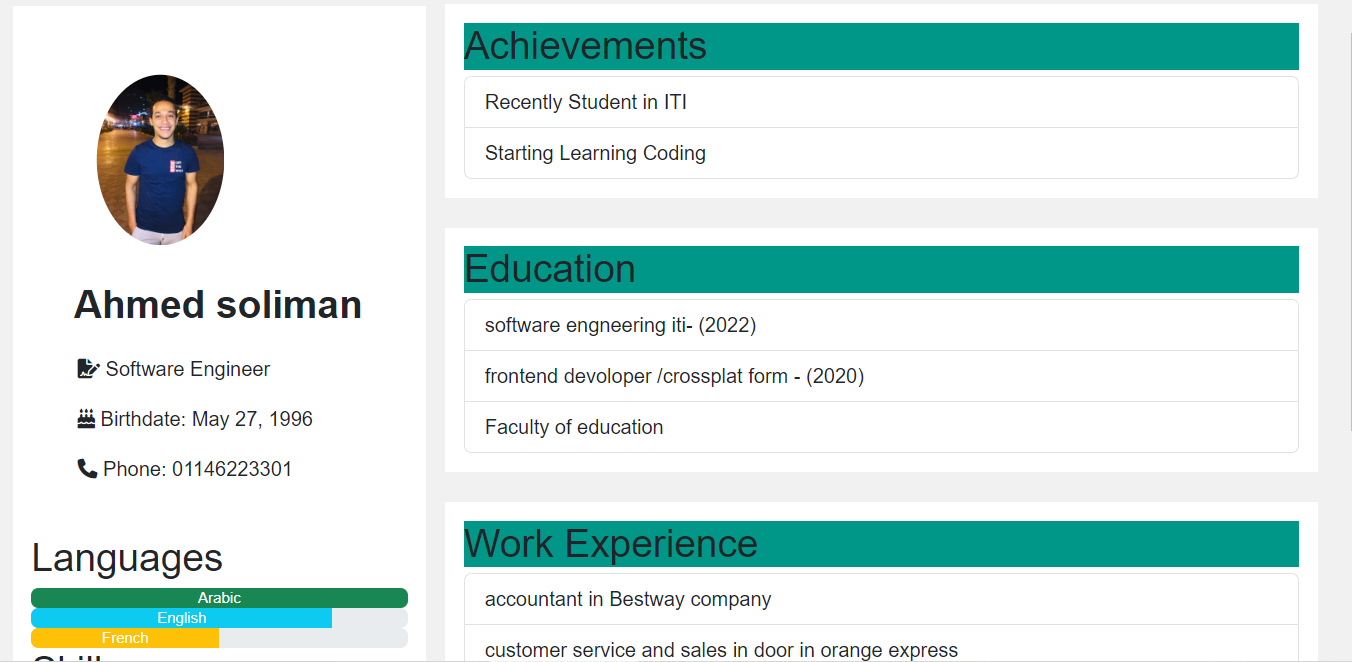 Ahmed soliman
Software Engineer
Birthdate: May 27, 1996
Phone: 01146223301
Languages
Arabic
English
French
Achievements
Recently Student in ITI
Starting Learning Coding
Education
software engneering iti- (2022)
frontend devoloper /crossplat form - (2020)
Faculty of education
Work Experience
accountant in Bestway company
customer service and sales in door in orange express